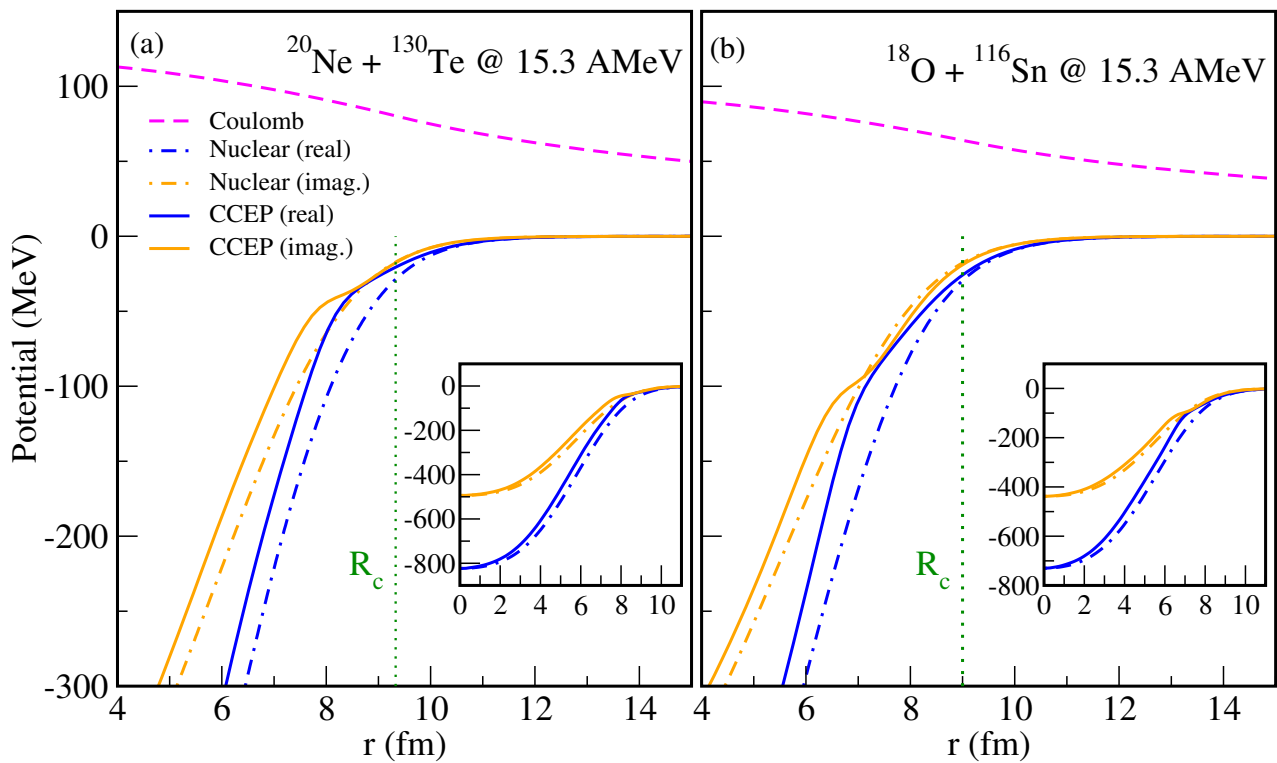 (a)
²⁰Ne + ¹³⁰Te @ 15.3 AMeV
Coulomb
Nuclear (real)
Nuclear (imag.)
CCEP (real)
CCEP (imag.)
Potential (MeV)
100
0
-100
-200
-300
R_c
0
-200
-400
-600
-800
0 2 4 6 8 10
4 6 8 10 12 14
r (fm)
(b)
¹⁸O + ¹¹⁶Sn @ 15.3 AMeV
R_c
0
-200
-400
-600
-800
0 2 4 6 8 10
4 6 8 10 12 14
r (fm)